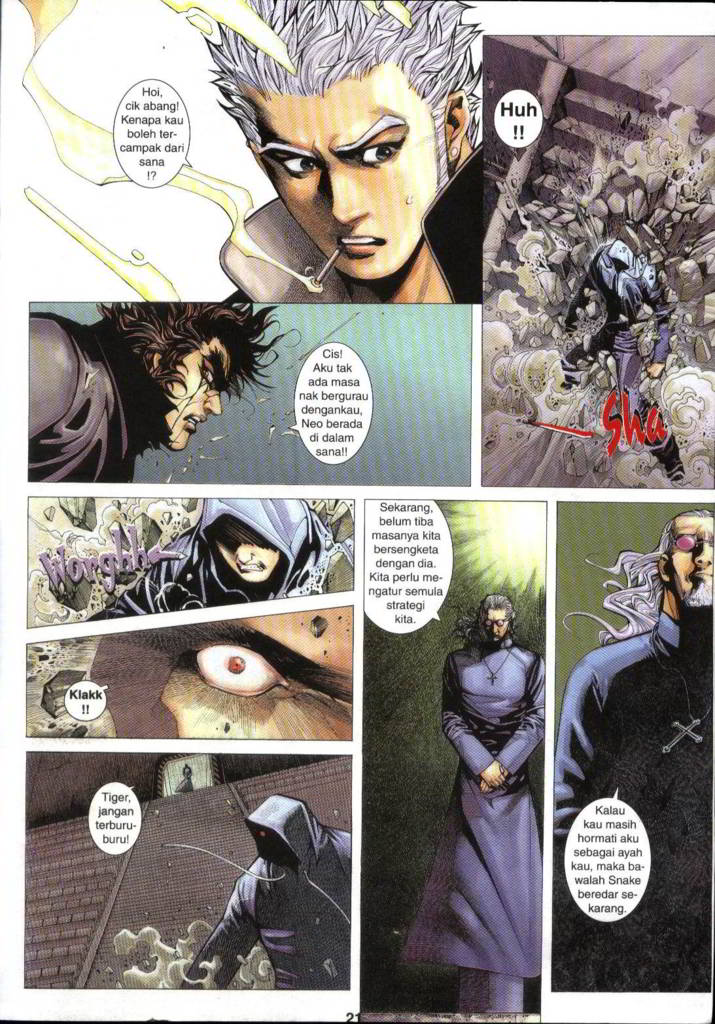 Hoi,
cik abang!
Kenapa kau
boleh ter-
campak dari
sana
!?
Huh
!!
Sha
Cis!
Aku tak
ada masa
nak bergurau
dengankau,
Neo berada
di dalam
sana!!
Worghh
Klakk
!!
Tiger,
jangan
terburu-
buru!
Sekarang,
belum tiba
masanya kita
bersengketa
dengan dia.
Kita perlu me-
ngatur semula
strategi
kita.
Kalau
kau masih
hormati aku
sebagai ayah
kau, maka ba-
walah Snake
beredar se-
karang.
21